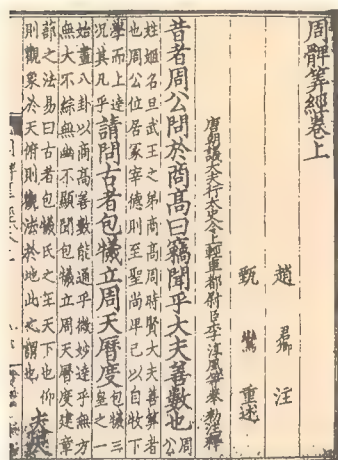 周髀算經卷上
趙君卿注
甄鸞重述
唐朝議大夫行太史令上輕車都尉臣李淳風等奉勅注釋
昔者周公問於商高曰竊聞乎大夫善數也
周
公
姓姬名旦武王之弟商高周時賢大夫善算者
也周公位居冢宰德則至聖尚卑己以自牧下
學而上達
況其凡乎
請問古者包犧立周天曆度
包犧三
皇之一
始畫八卦以商高善數能通乎微妙達乎無方
無大不綜無幽不顯聞包犧立周天曆度建章
蔀之法易曰古者包犧氏之王天下也仰
則觀象於天俯則觀法於地此之謂也
夫天